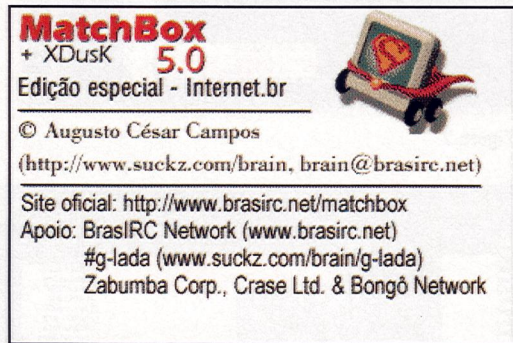 MatchBox
+ XDusK 5.0
Edição especial - Internet.br
© Augusto César Campos
(http://www.suckz.com/brain, brain@brasirc.net)
Site oficial: http://www.brasirc.net/matchbox
Apoio: BrasIRC Network (www.brasirc.net)
#g-lada (www.suckz.com/brain/g-lada)
Zabumba Corp., Crase Ltd. & Bongô Network